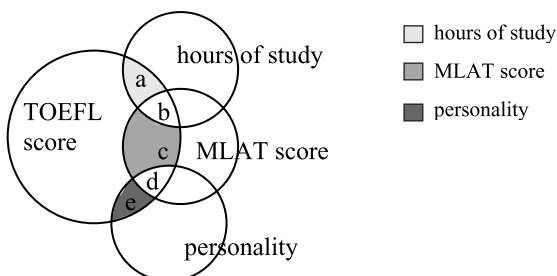 hours of study
a
b
TOEFL
score
c
MLAT score
d
e
personality
hours of study
MLAT score
personality